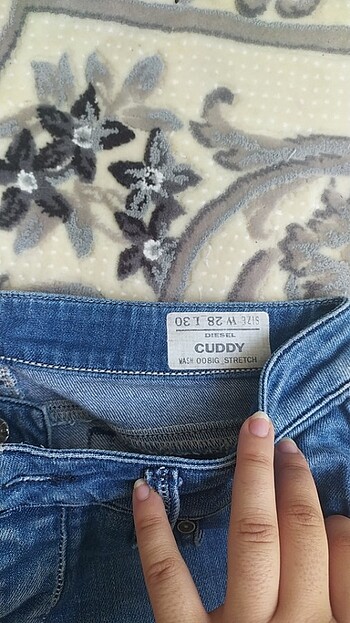 SIZE W 28 L 30
DIESEL
CUDDY
WASH 008IG STRETCH